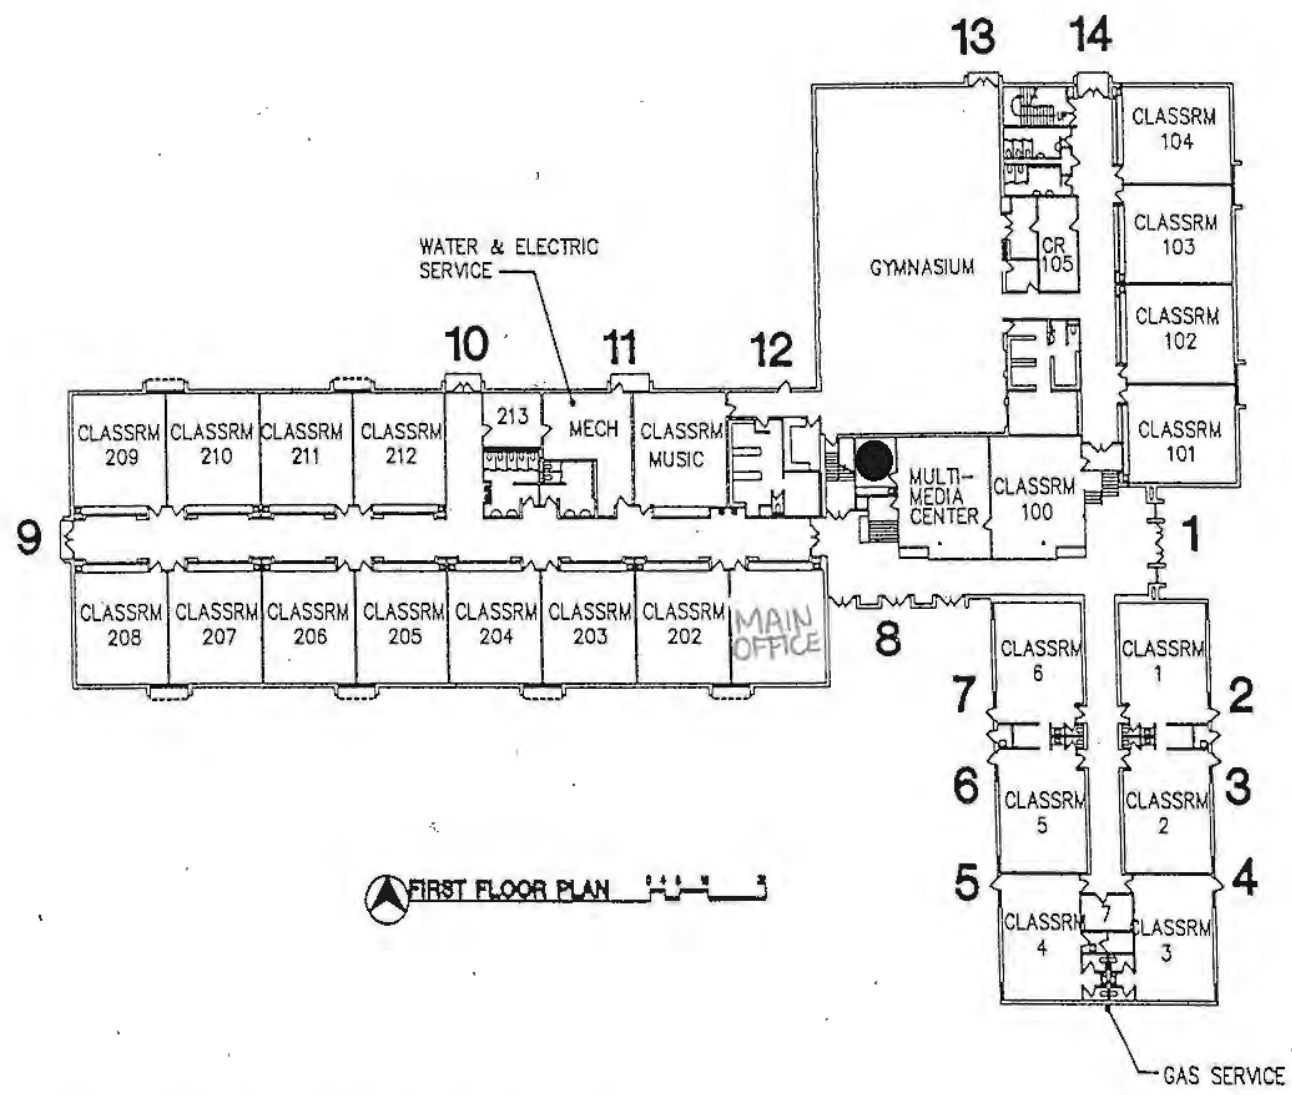 13
14
CLASSRM
104
CLASSRM
103
CR
105
GYMNASIUM
WATER & ELECTRIC
SERVICE
CLASSRM
102
10
11
12
CLASSRM
209
CLASSRM
210
CLASSRM
211
CLASSRM
212
213
MECH
CLASSRM
MUSIC
CLASSRM
101
MULTI-
MEDIA
CENTER
CLASSRM
100
9
1
CLASSRM
208
CLASSRM
207
CLASSRM
206
CLASSRM
205
CLASSRM
204
CLASSRM
203
CLASSRM
202
MAIN
OFFICE
8
CLASSRM
6
CLASSRM
1
7
2
6
3
CLASSRM
5
CLASSRM
2
5
4
FIRST FLOOR PLAN
7
CLASSRM
4
CLASSRM
3
GAS SERVICE